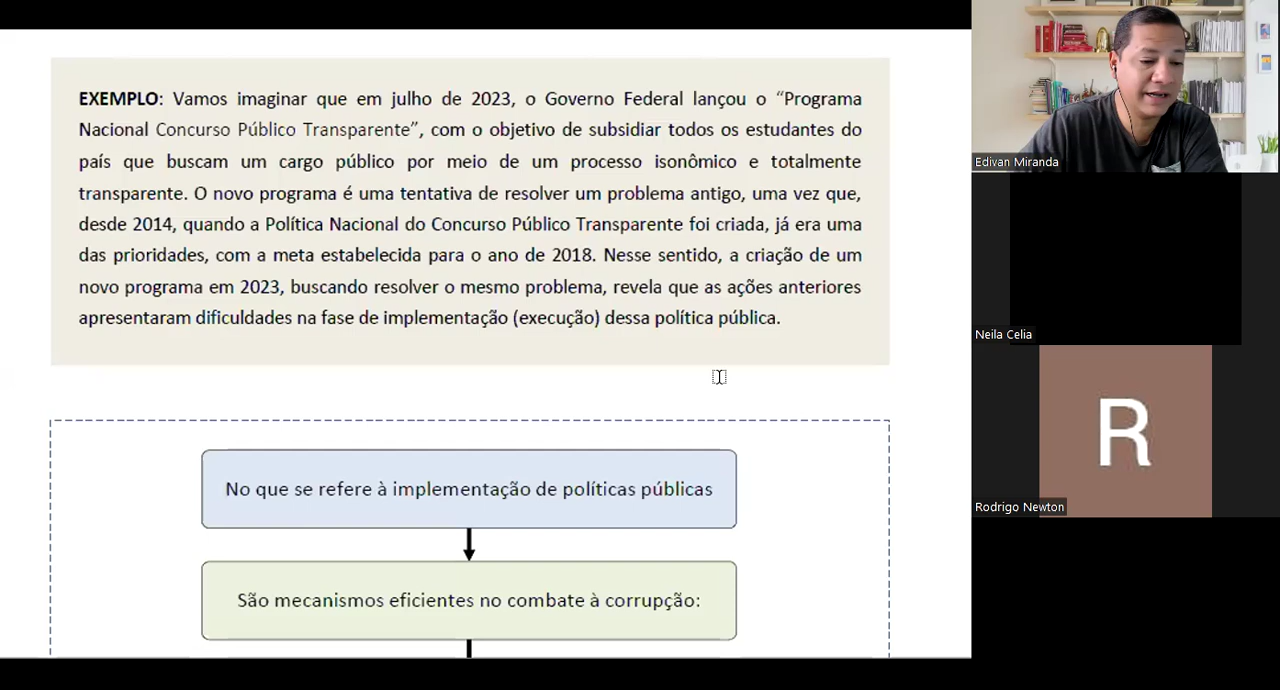 EXEMPLO: Vamos imaginar que em julho de 2023, o Governo Federal lançou o “Programa
Nacional Concurso Público Transparente”, com o objetivo de subsidiar todos os estudantes do
país que buscam um cargo público por meio de um processo isonômico e totalmente
transparente. O novo programa é uma tentativa de resolver um problema antigo, uma vez que,
desde 2014, quando a Política Nacional do Concurso Público Transparente foi criada, já era uma
das prioridades, com a meta estabelecida para o ano de 2018. Nesse sentido, a criação de um
novo programa em 2023, buscando resolver o mesmo problema, revela que as ações anteriores
apresentaram dificuldades na fase de implementação (execução) dessa política pública.
No que se refere à implementação de políticas públicas
São mecanismos eficientes no combate à corrupção:
Edivan Miranda
Neila Celia
R
Rodrigo Newton